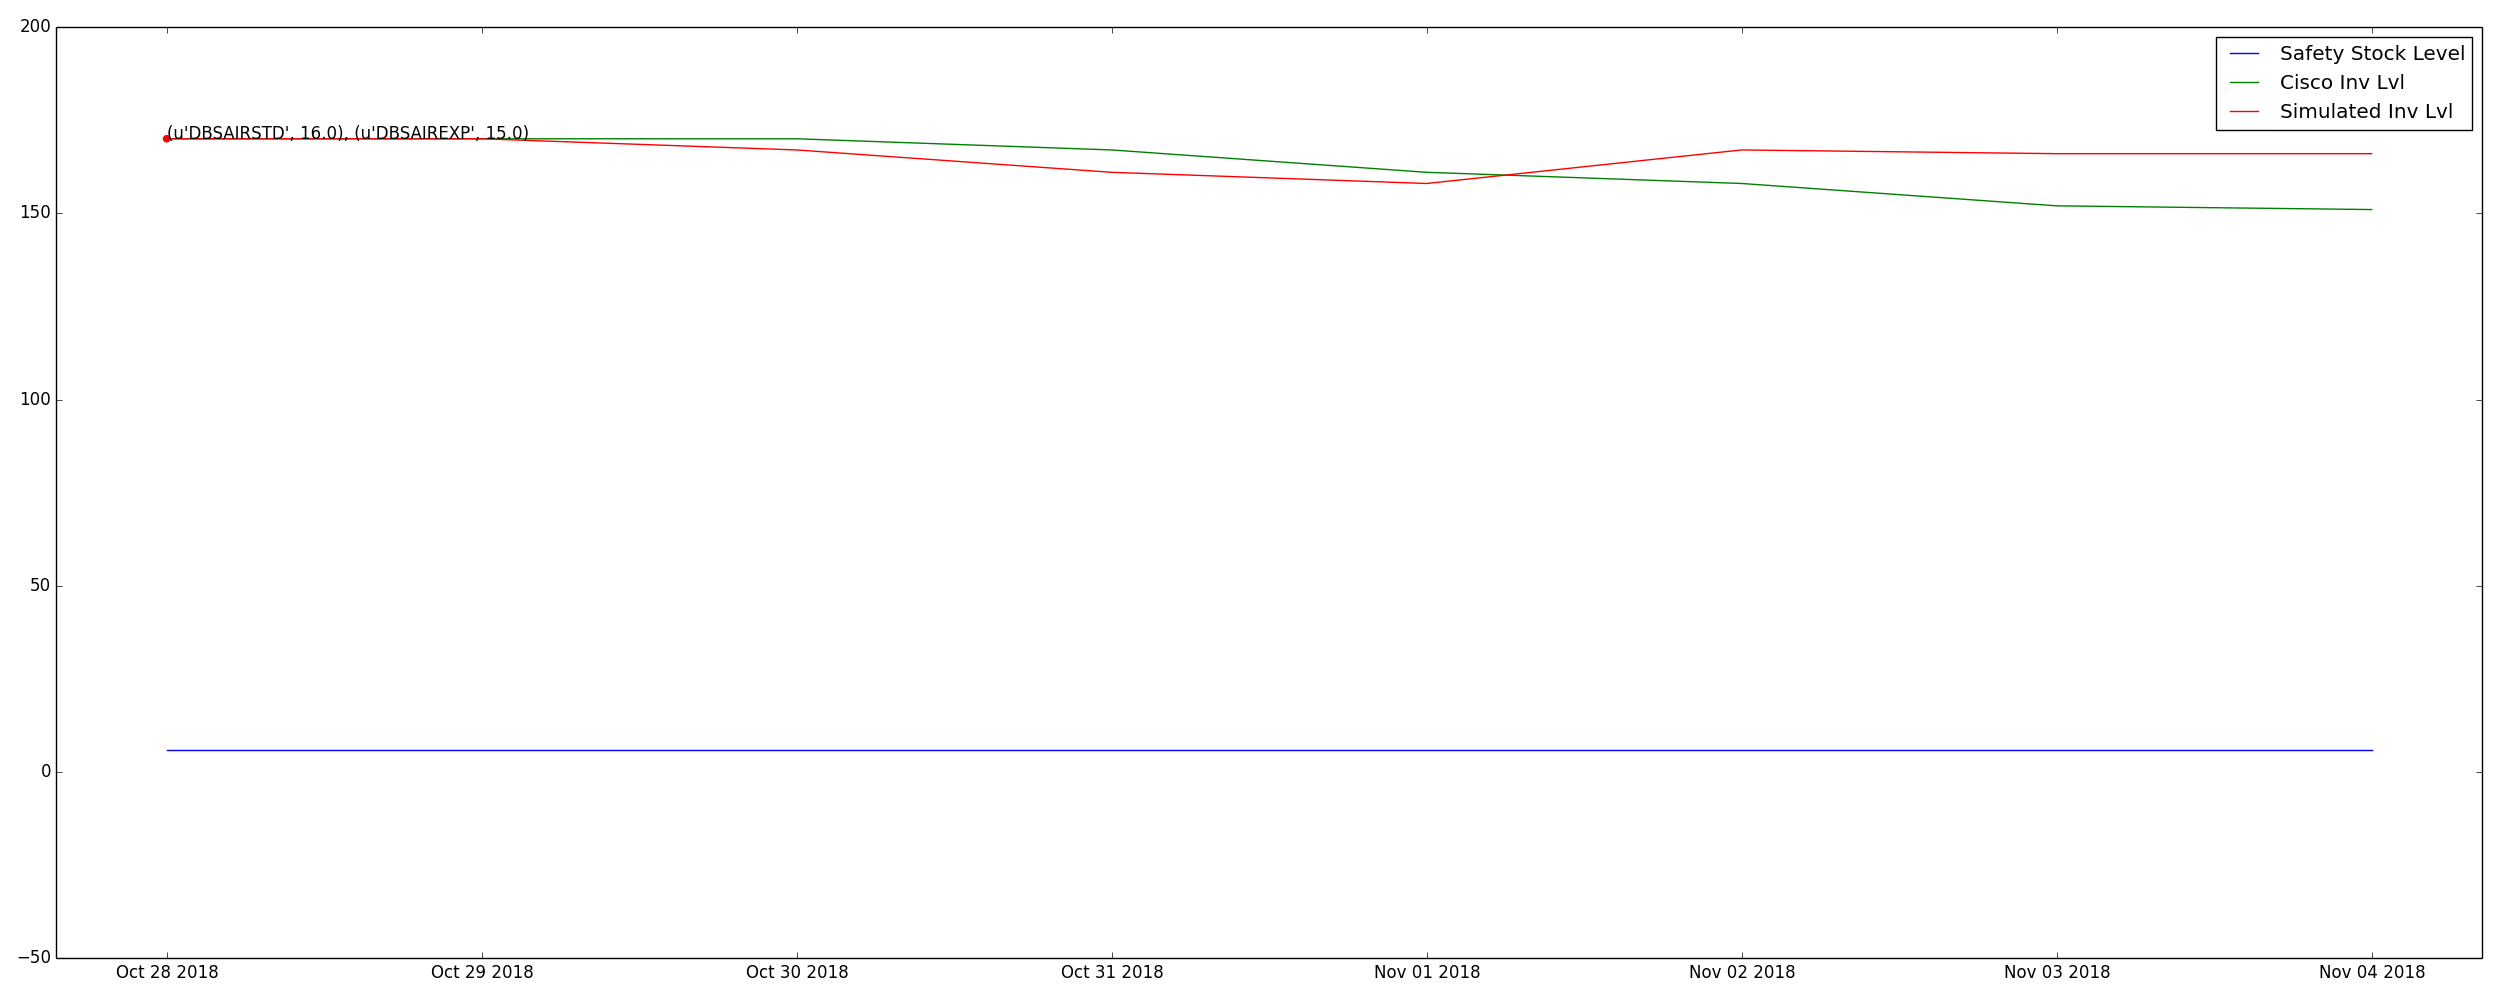 200
Safety Stock Level
Cisco Inv Lvl
Simulated Inv Lvl
(u'DBSAIRSTD', 16.0), (u'DBSAIREXP', 15.0)
150
100
50
0
−50
Oct 28 2018 Oct 29 2018 Oct 30 2018 Oct 31 2018 Nov 01 2018 Nov 02 2018 Nov 03 2018 Nov 04 2018